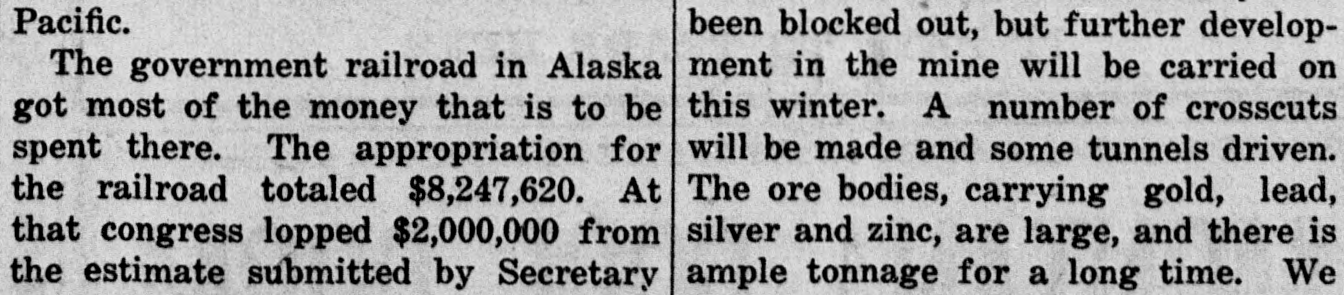 Pacific.
The government railroad in Alaska
got most of the money that is to be
spent there. The appropriation for
the railroad totaled $8,247,620. At
that congress lopped $2,000,000 from
the estimate submitted by Secretary
been blocked out, but further develop-
ment in the mine will be carried on
this winter. A number of crosscuts
will be made and some tunnels driven.
The ore bodies, carrying gold, lead,
silver and zinc, are large, and there is
ample tonnage for a long time. We